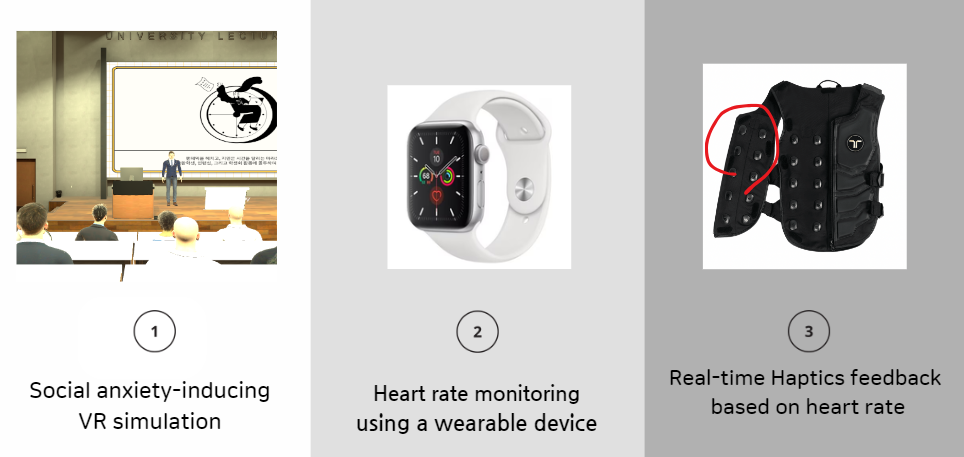 UNIVERSITY LECTU
1
Social anxiety-inducing
VR simulation
10
68
2
Heart rate monitoring
using a wearable device
3
Real-time Haptics feedback
based on heart rate